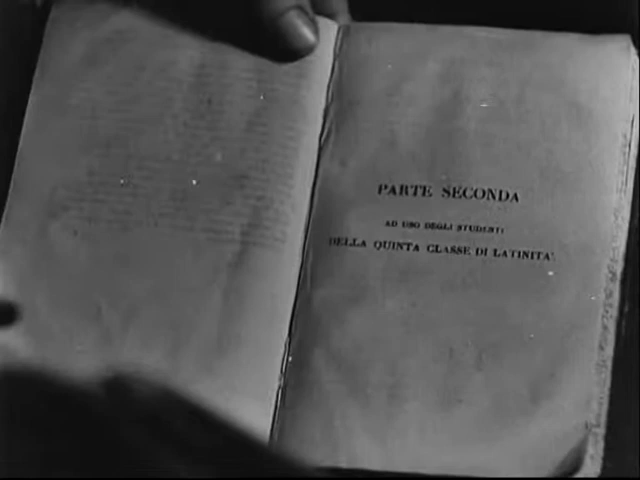 PARTE SECONDA
AD USO DEGLI STUDENTI
DELLA QUINTA CLASSE DI LATINITA'